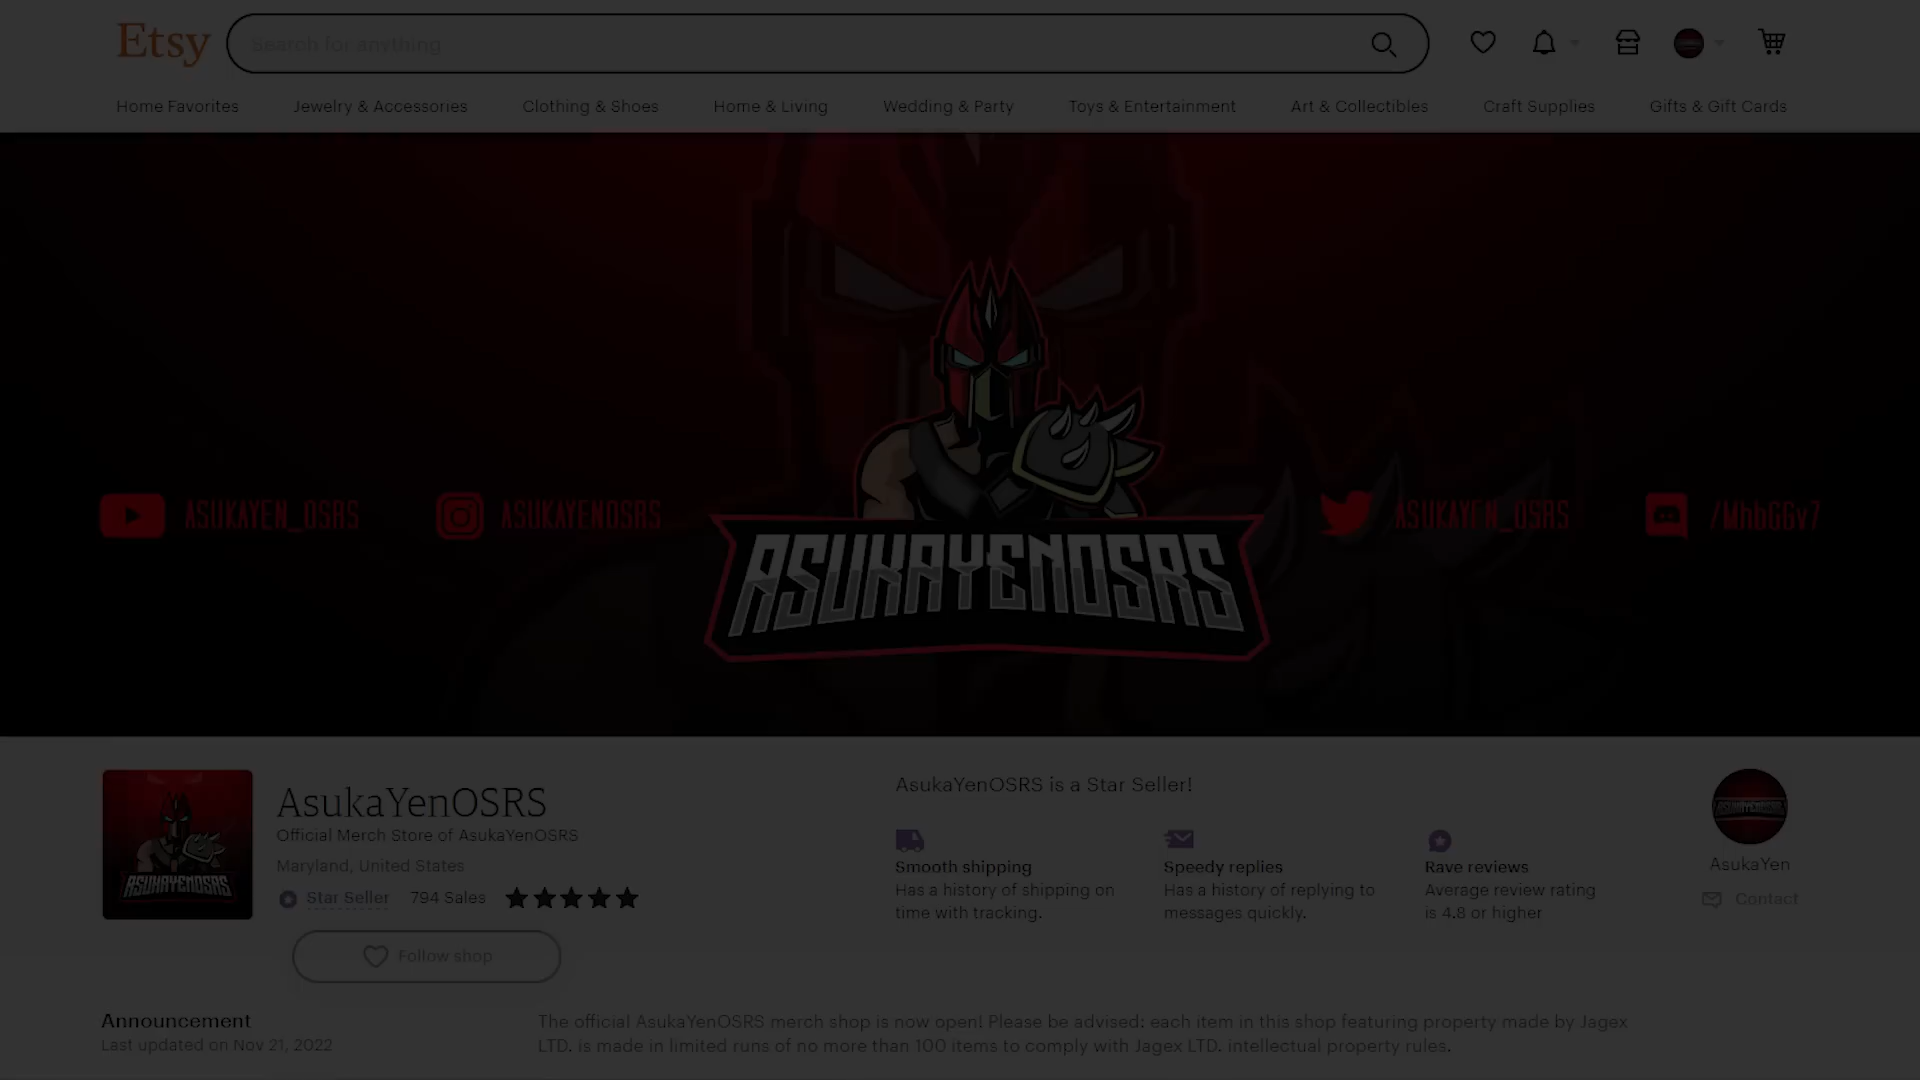 Etsy
Search for anything
Home Favorites Jewelry & Accessories Clothing & Shoes Home & Living Wedding & Party Toys & Entertainment Art & Collectibles Craft Supplies Gifts & Gift Cards
ASUKAYEN_OSRS ASUKAYENOSRS ASUKAYEN_OSRS /MhbGGv7
ASUKAYENOSRS
AsukaYenOSRS
Official Merch Store of AsukaYenOSRS
Maryland, United States
Star Seller 794 Sales
Follow shop
ASUKAYENOSRS
AsukaYenOSRS is a Star Seller!
Smooth shipping
Has a history of shipping on
time with tracking.
Speedy replies
Has a history of replying to
messages quickly.
Rave reviews
Average review rating
is 4.8 or higher
ASUKAYENOSRS
AsukaYen
Contact
Announcement
Last updated on Nov 21, 2022
The official AsukaYenOSRS merch shop is now open! Please be advised: each item in this shop featuring property made by Jagex
LTD. is made in limited runs of no more than 100 items to comply with Jagex LTD. intellectual property rules.